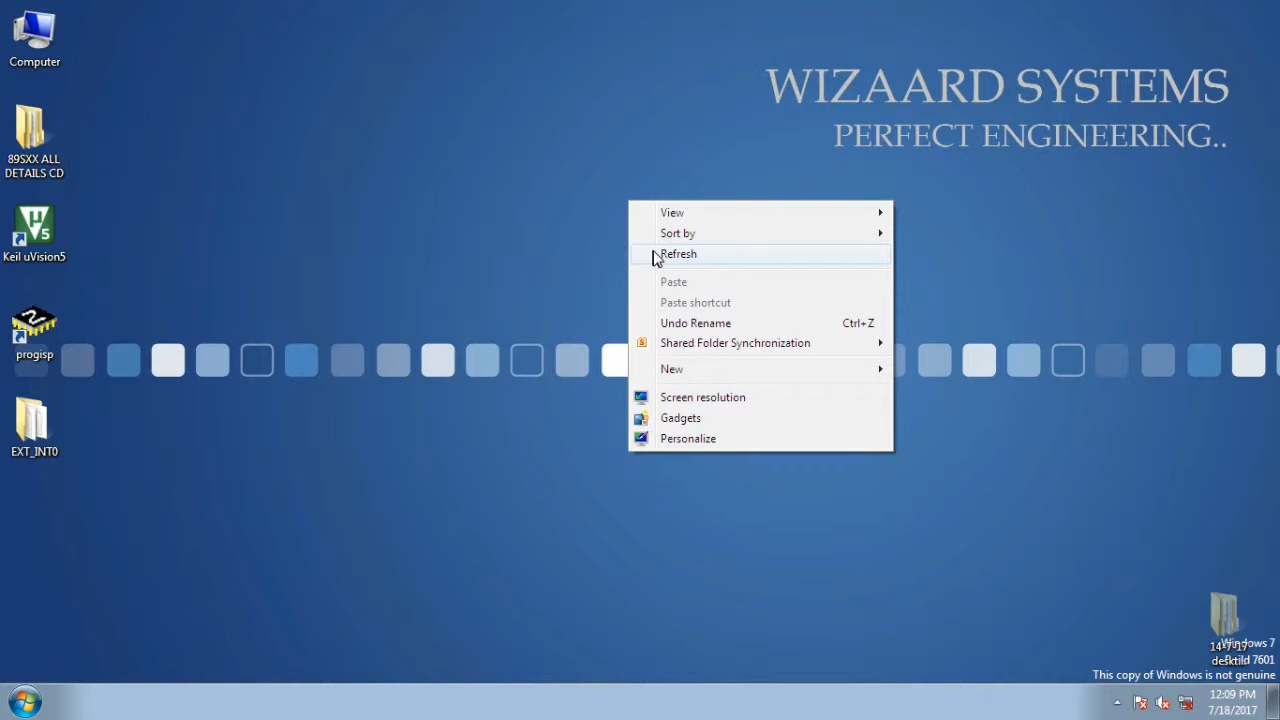 Computer
89SXX ALL
DETAILS CD
Keil uVision5
progisp
EXT_INT0
WIZAARD SYSTEMS
PERFECT ENGINEERING..
View
Sort by
Refresh
Paste
Paste shortcut
Undo Rename Ctrl+Z
Shared Folder Synchronization
New
Screen resolution
Gadgets
Personalize
Windows 7
Build 7601
This copy of Windows is not genuine
12:09 PM
7/18/2017